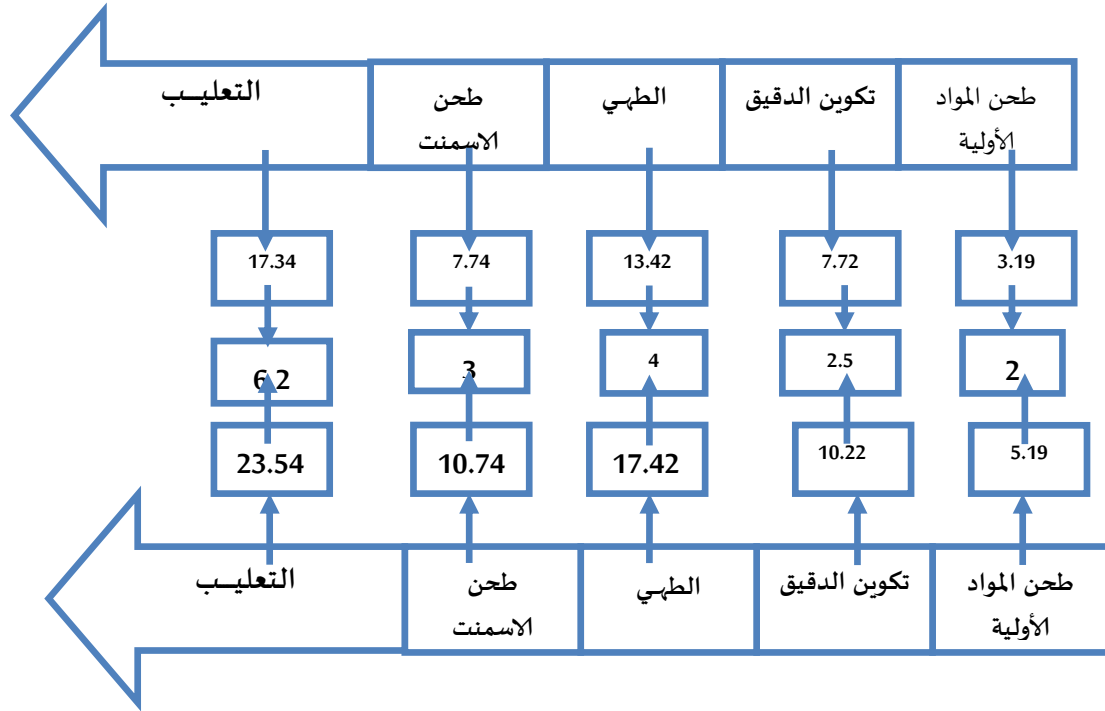 طحن المواد
الأولية
تكوين الدقيق
الطهي
طحن
الاسمنت
التعليــب
3.19
7.72
13.42
7.74
17.34
2
2.5
4
3
6.2
5.19
10.22
17.42
10.74
23.54
طحن المواد
الأولية
تكوين الدقيق
الطهي
طحن
الاسمنت
التعليــب